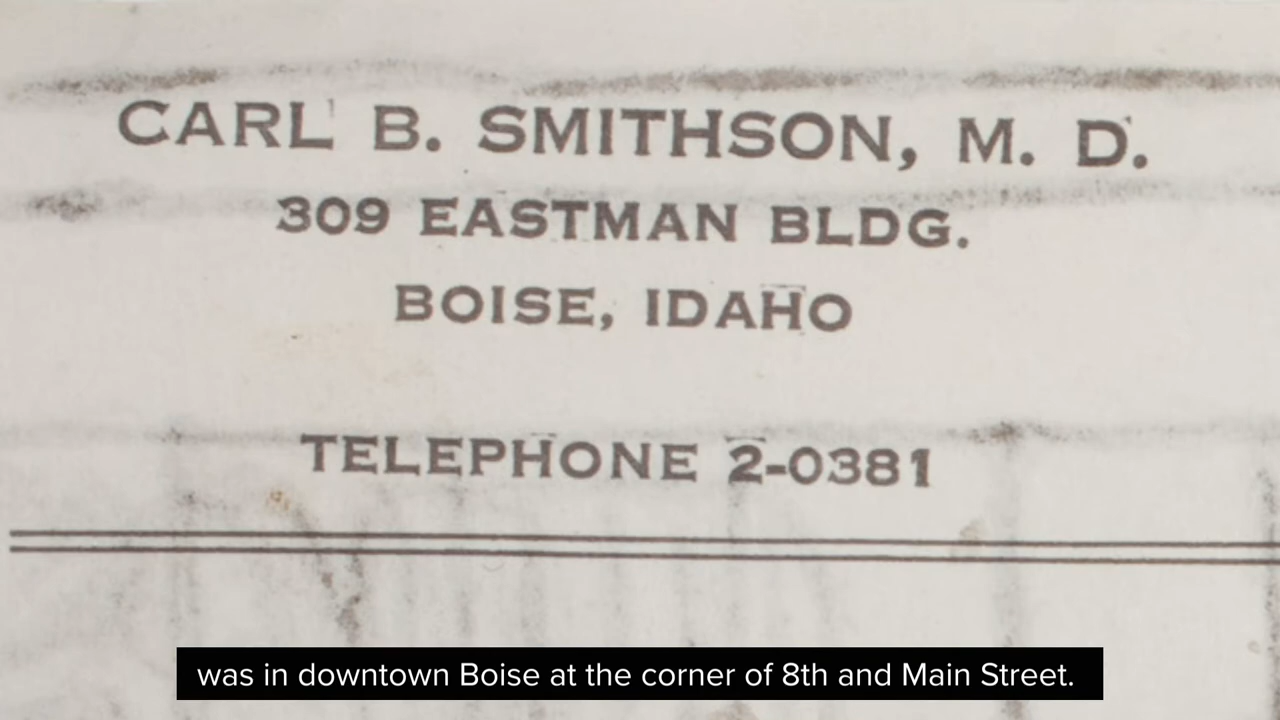 CARL B. SMITHSON, M. D.
309 EASTMAN BLDG.
BOISE, IDAHO
TELEPHONE 2-0381
was in downtown Boise at the corner of 8th and Main Street.